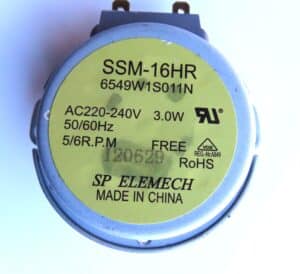 SSM-16HR
6549W1S011N
AC220-240V 3.0W
50/60Hz
5/6R.P.M FREE
120629 RoHS
SP ELEMECH
MADE IN CHINA